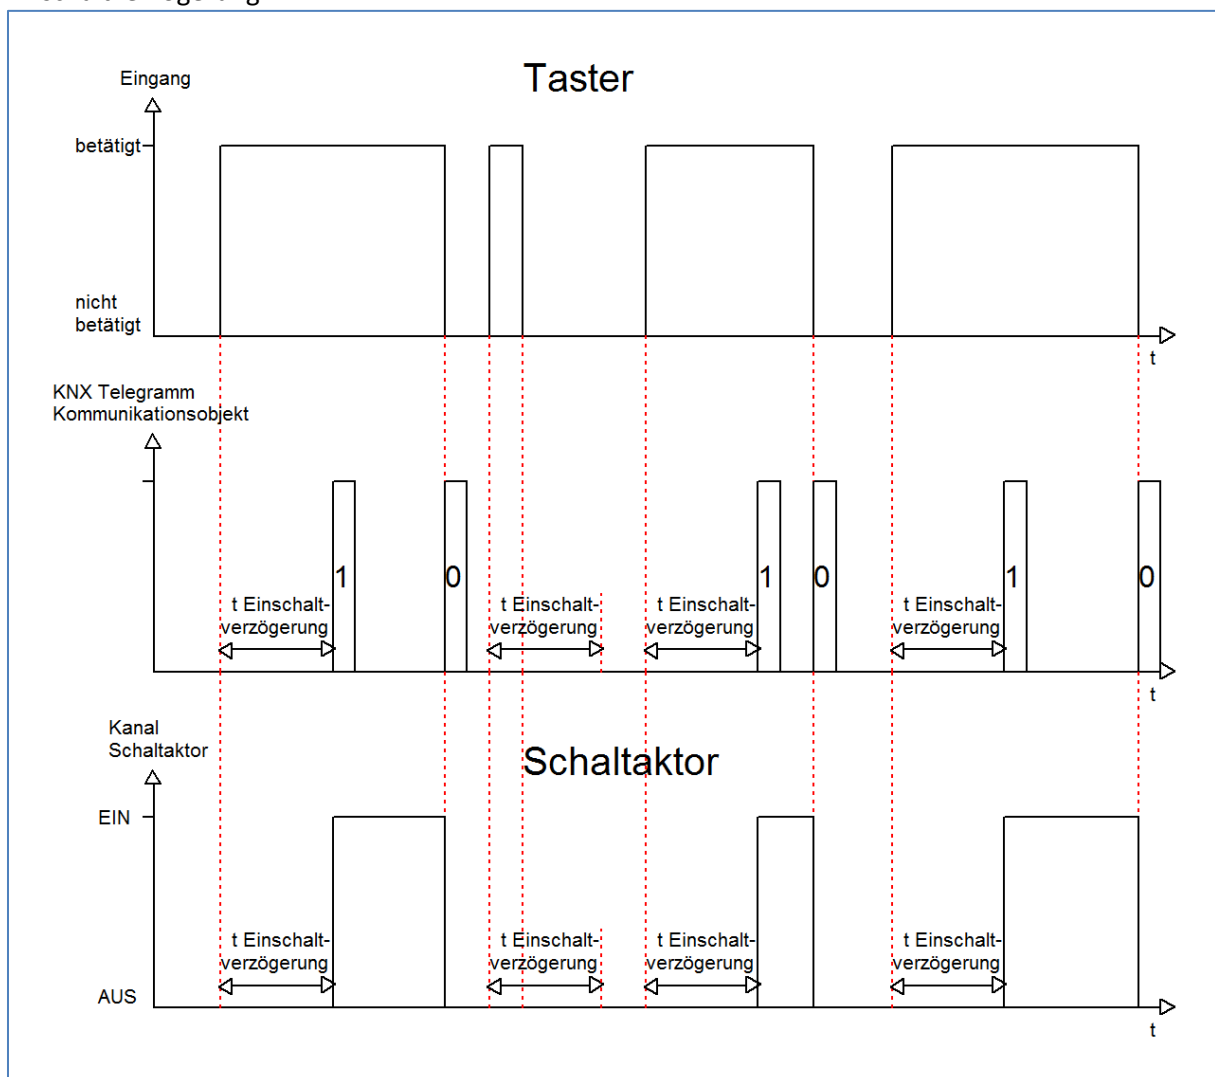 Taster
Eingang
betätigt
nicht
betätigt
t
KNX Telegramm
Kommunikationsobjekt
1
0
1
0
1
0
t Einschalt-
verzögerung
t Einschalt-
verzögerung
t Einschalt-
verzögerung
t Einschalt-
verzögerung
t
Kanal
Schaltaktor
Schaltaktor
EIN
t Einschalt-
verzögerung
t Einschalt-
verzögerung
t Einschalt-
verzögerung
t Einschalt-
verzögerung
AUS
t